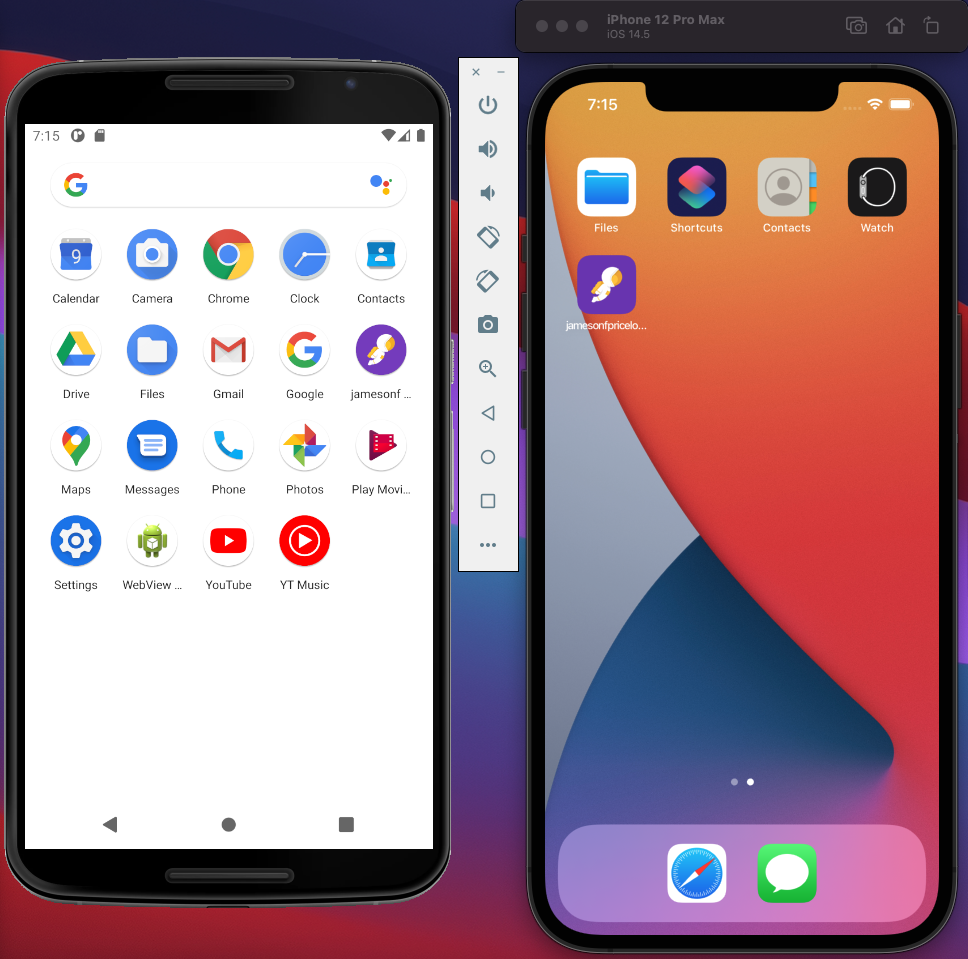 iPhone 12 Pro Max
iOS 14.5
7:15
Calendar Camera Chrome Clock Contacts
9
Drive Files Gmail Google jamesonf ...
Maps Messages Phone Photos Play Movi...
Settings WebView ... YouTube YT Music
7:15
Files Shortcuts Contacts Watch
jamesonfpricelo...